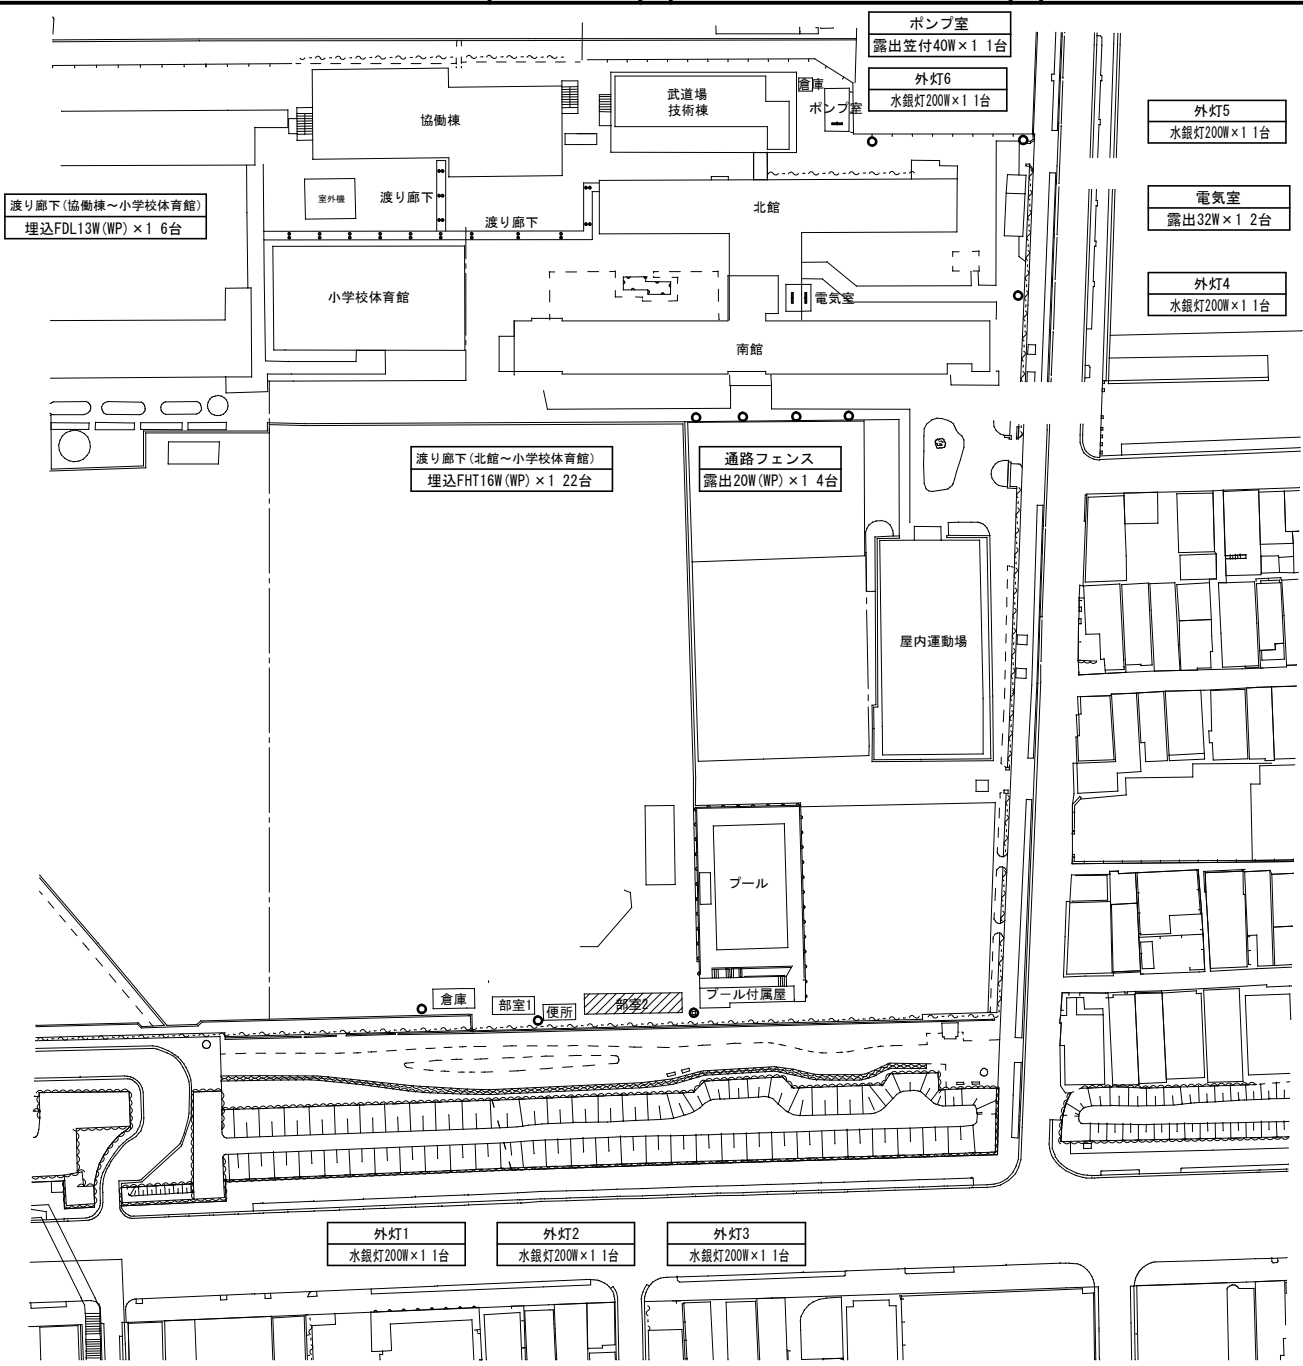 ポンプ室
露出笠付40W×1 1台
外灯6
水銀灯200W×1 1台
外灯5
水銀灯200W×1 1台
倉庫
ポンプ室
武道場
技術棟
協働棟
渡り廊下(協働棟～小学校体育館)
埋込FDL13W(WP)×1 6台
室外機
渡り廊下
渡り廊下
北館
電気室
露出32W×1 2台
外灯4
水銀灯200W×1 1台
小学校体育館
電気室
南館
渡り廊下(北館～小学校体育館)
埋込FHT16W(WP)×1 22台
通路フェンス
露出20W(WP)×1 4台
屋内運動場
プール
倉庫
部室1
便所
部室2
プール付属屋
外灯1
水銀灯200W×1 1台
外灯2
水銀灯200W×1 1台
外灯3
水銀灯200W×1 1台